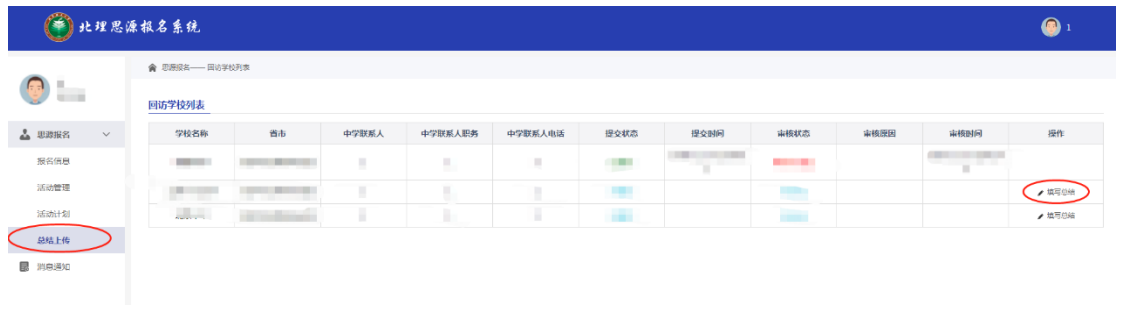 北理思源报名系统
1
思源报名—— 回访学校列表
回访学校列表
思源报名
报名信息
活动管理
活动计划
总结上传
消息通知
学校名称 省市 中学联系人 中学联系人职务 中学联系人电话 提交状态 提交时间 审核状态 审核原因 审核时间 操作
填写总结
填写总结